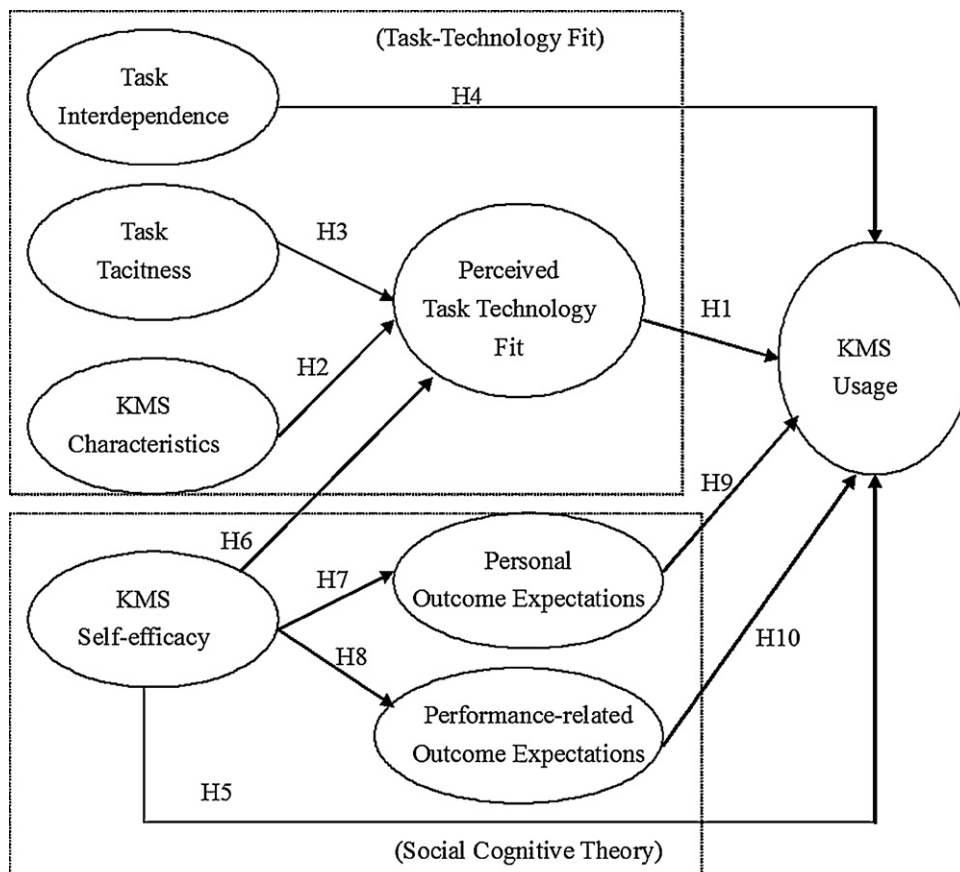 (Task-Technology Fit)
Task
Interdependence
H4
Task
Tacitness
H3
Perceived
Task Technology
Fit
H1
KMS
Usage
H2
KMS
Characteristics
H9
H6
KMS
Self-efficacy
H7
Personal
Outcome Expectations
H8
H10
Performance-related
Outcome Expectations
H5
(Social Cognitive Theory)